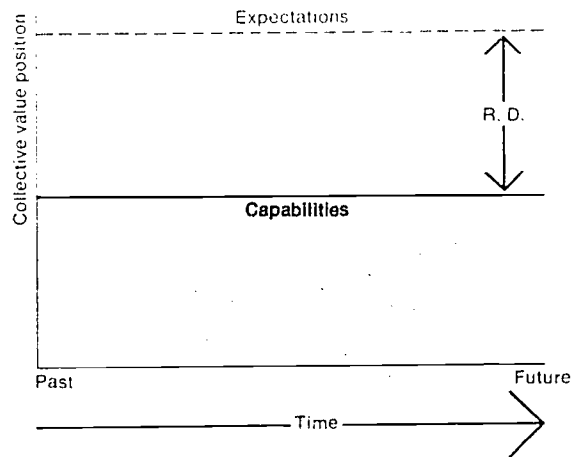 Expectations
Collective value position
R. D.
Capabilities
Past
Future
Time